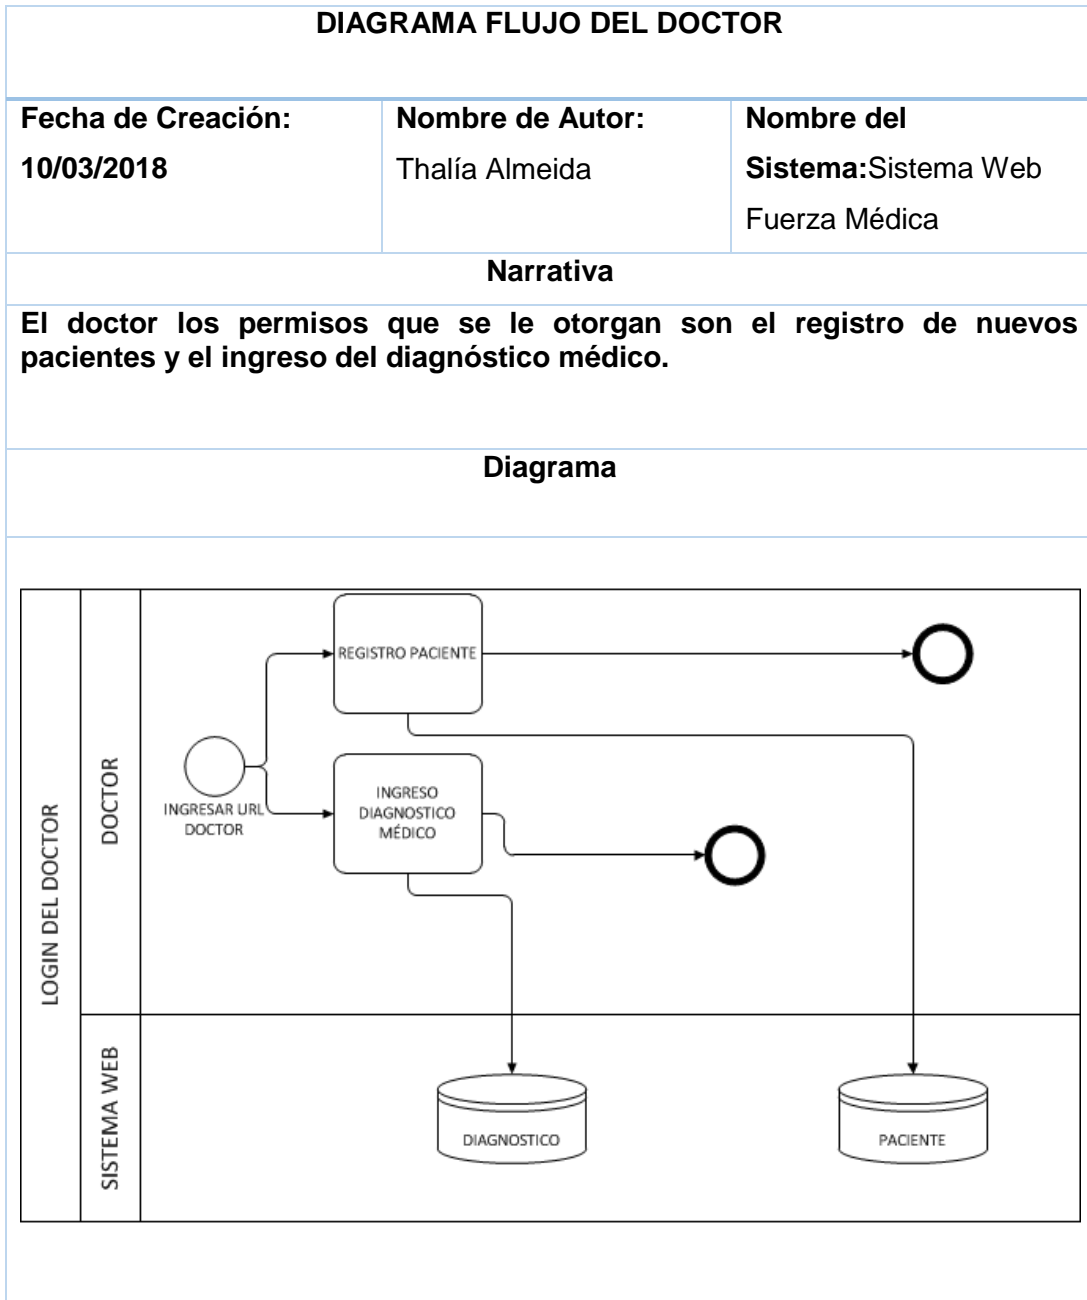 DIAGRAMA FLUJO DEL DOCTOR
Fecha de Creación:
10/03/2018
Nombre de Autor:
Thalía Almeida
Nombre del
Sistema:Sistema Web
Fuerza Médica
Narrativa
El doctor los permisos que se le otorgan son el registro de nuevos
pacientes y el ingreso del diagnóstico médico.
Diagrama
LOGIN DEL DOCTOR
DOCTOR
REGISTRO PACIENTE
INGRESAR URL
DOCTOR
INGRESO
DIAGNOSTICO
MÉDICO
SISTEMA WEB
DIAGNOSTICO
PACIENTE